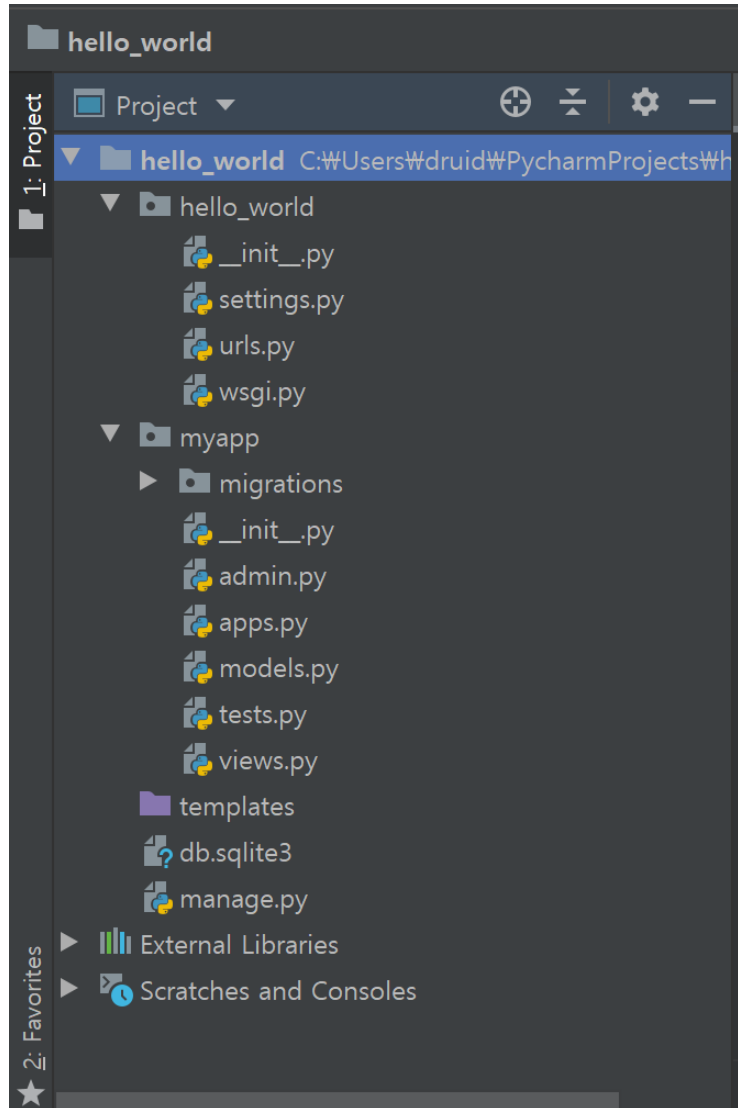 hello_world
Project
1: Project
hello_world C:₩Users₩druid₩PycharmProjects₩h
hello_world
__init__.py
settings.py
urls.py
wsgi.py
myapp
migrations
__init__.py
admin.py
apps.py
models.py
tests.py
views.py
templates
db.sqlite3
manage.py
External Libraries
Scratches and Consoles
2: Favorites